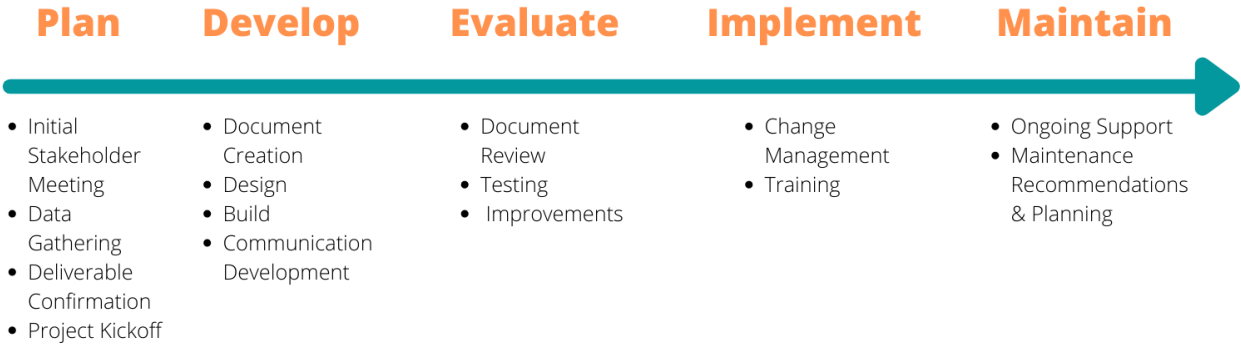 Plan
Develop
Evaluate
Implement
Maintain
• Initial
Stakeholder
Meeting
• Data
Gathering
• Deliverable
Confirmation
• Project Kickoff
• Document
Creation
• Design
• Build
• Communication
Development
• Document
Review
• Testing
• Improvements
• Change
Management
• Training
• Ongoing Support
• Maintenance
Recommendations
& Planning